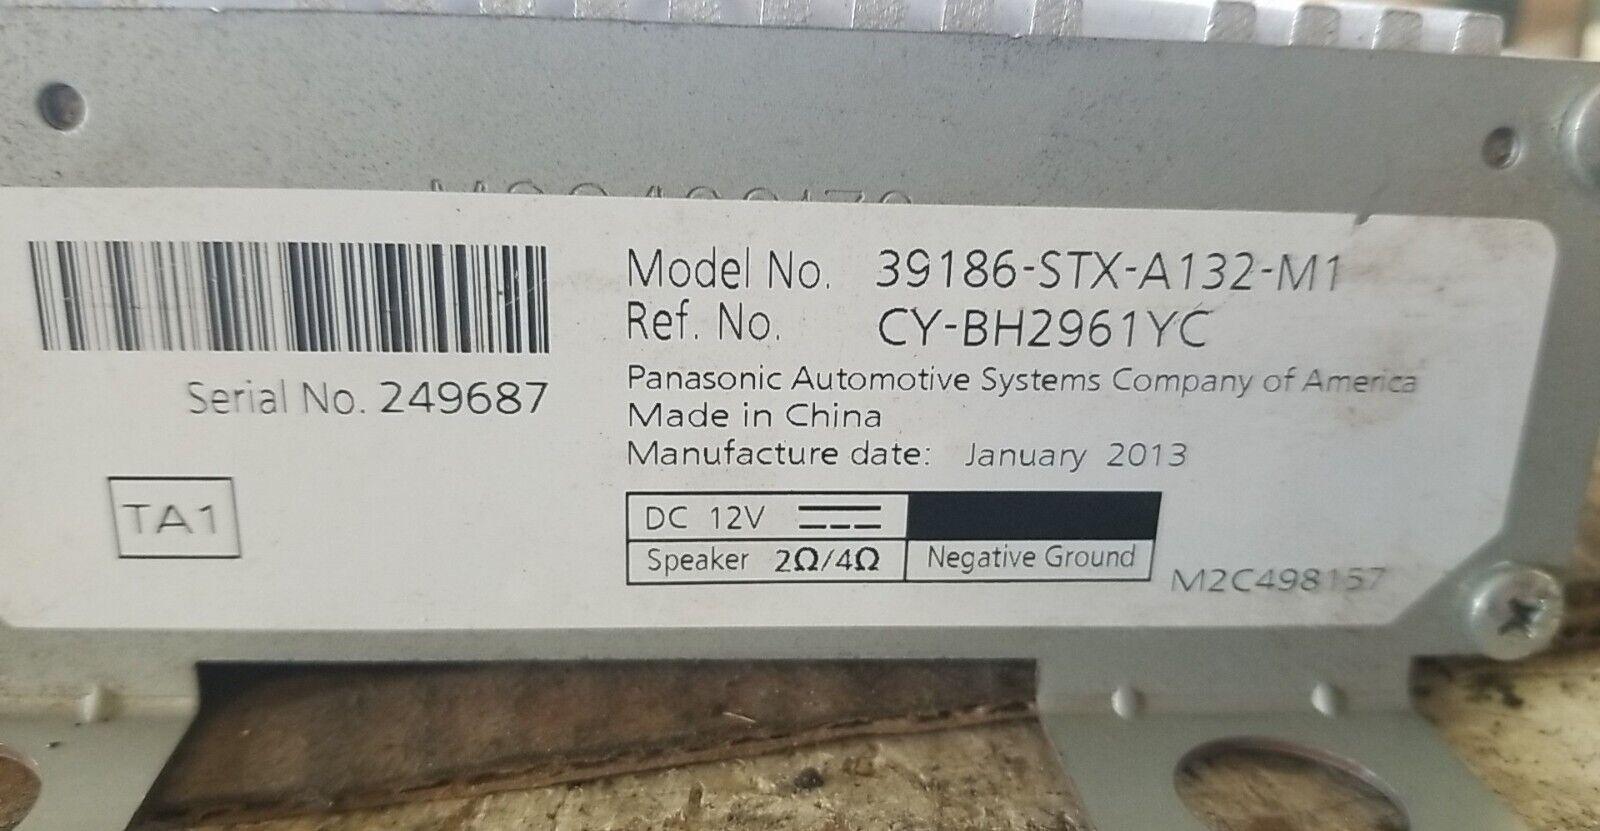 Model No. 39186-STX-A132-M1
Ref. No. CY-BH2961YC
Panasonic Automotive Systems Company of America
Made in China
Manufacture date: January 2013
Serial No. 249687
TA1
DC 12V
Speaker 2Ω/4Ω
Negative Ground
M2C498157